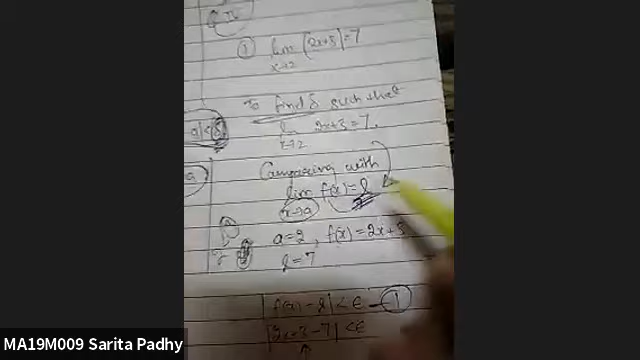 ① lim (2x+3)=7
x→2
To find δ such that
lim 2x+3=7.
x→2
Comparing with
lim f(x)=l
x→a
a=2, f(x)=2x+3
l=7
|f(x)-l|<ϵ —①
|2x+3-7|<ϵ
MA19M009 Sarita Padhy